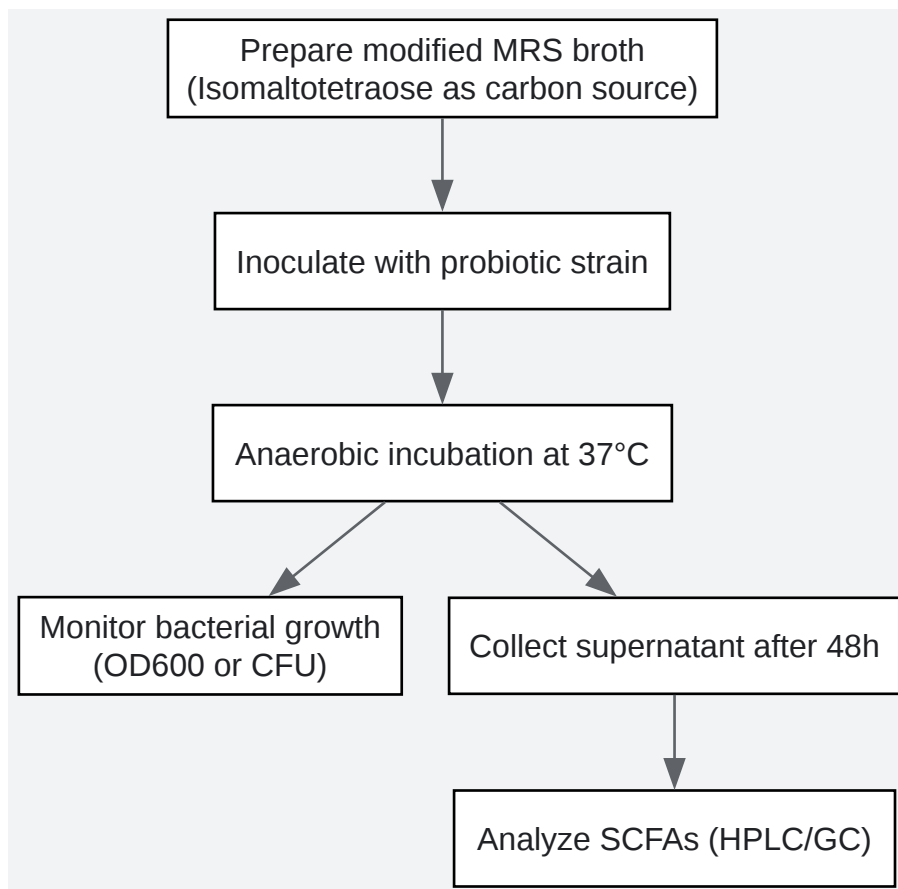 Prepare modified MRS broth
(Isomaltotetraose as carbon source)
Inoculate with probiotic strain
Anaerobic incubation at 37°C
Monitor bacterial growth
(OD600 or CFU)
Collect supernatant after 48h
Analyze SCFAs (HPLC/GC)